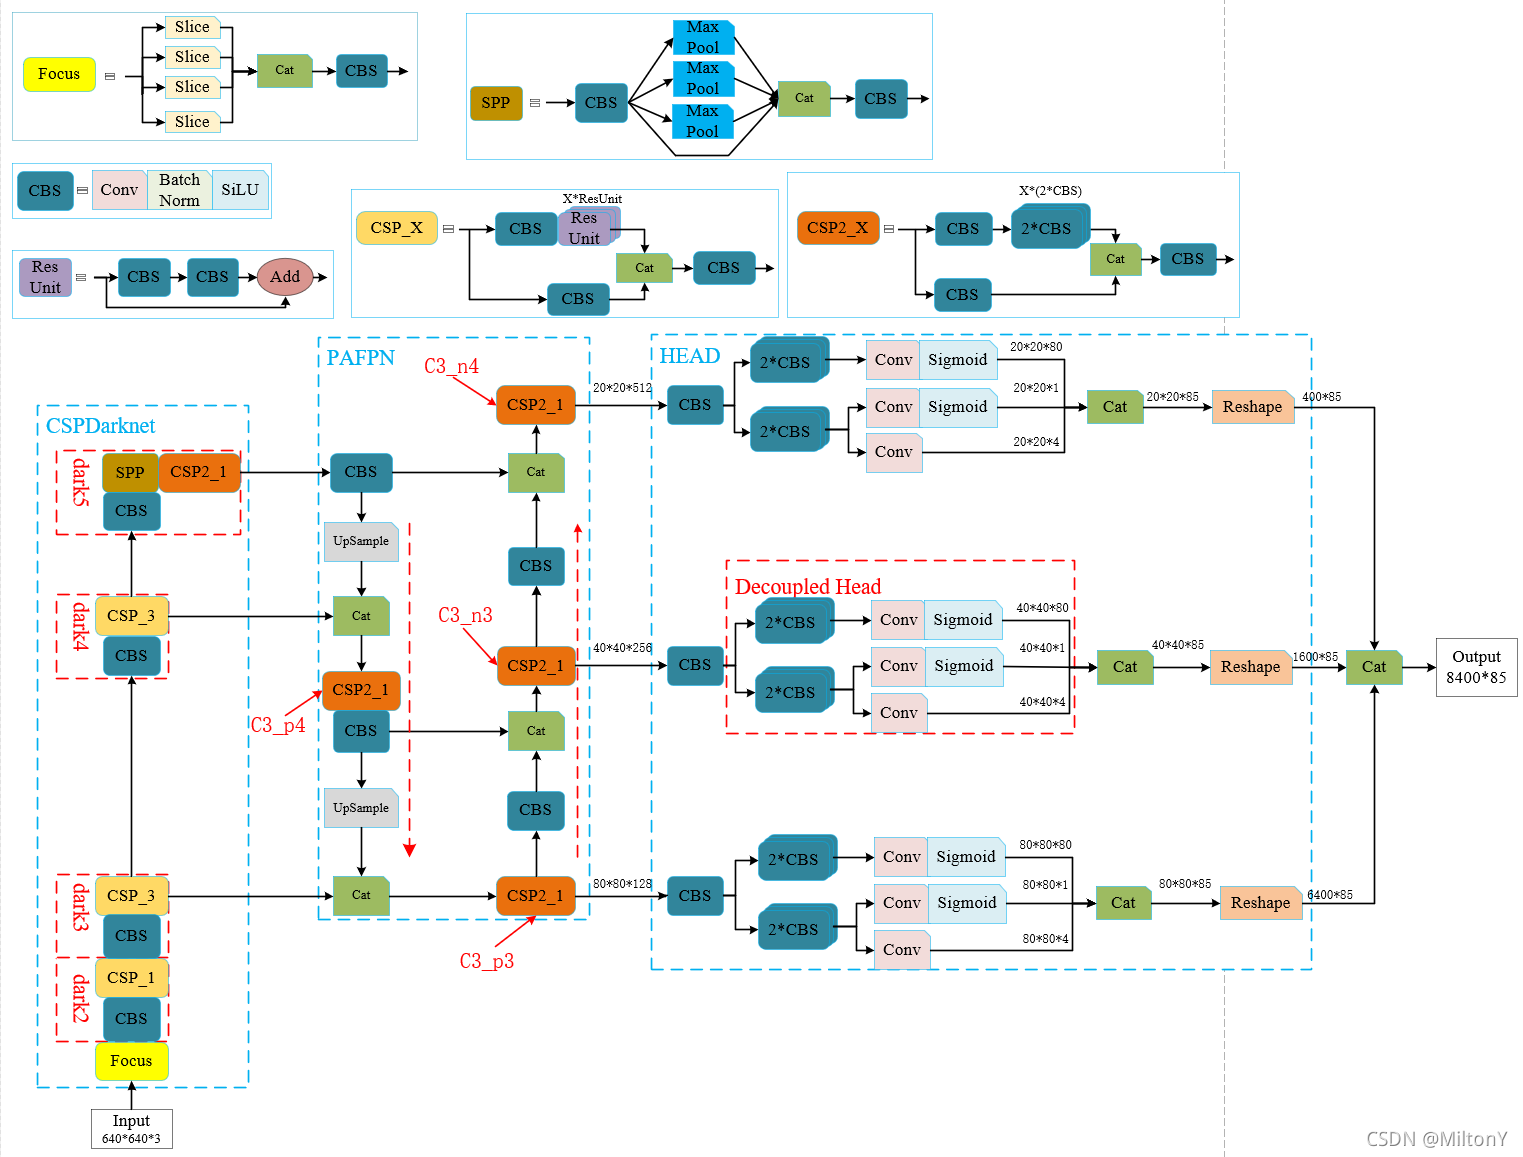 Focus
Slice
Slice
Slice
Slice
Cat
CBS
SPP
CBS
Max
Pool
Max
Pool
Max
Pool
Cat
CBS
CBS
Conv
Batch
Norm
SiLU
Res
Unit
CBS
CBS
Add
CSP_X
X*ResUnit
CBS
Res
Unit
CBS
Cat
CBS
CSP2_X
X*(2*CBS)
CBS
2*CBS
CBS
Cat
CBS
CSPDarknet
dark5
SPP
CSP2_1
CBS
dark4
CSP_3
CBS
dark3
CSP_3
CBS
dark2
CSP_1
CBS
Focus
Input
640*640*3
PAFPN
C3_n4
CSP2_1
CBS
Cat
UpSample
CBS
Cat
C3_n3
CSP2_1
CSP2_1
C3_p4
CBS
Cat
UpSample
CBS
Cat
CSP2_1
C3_p3
20*20*512
40*40*256
80*80*128
HEAD
CBS
2*CBS
2*CBS
Conv
Sigmoid
20*20*80
Conv
Sigmoid
20*20*1
Conv
20*20*4
Cat
20*20*85
Reshape
400*85
Decoupled Head
CBS
2*CBS
2*CBS
Conv
Sigmoid
40*40*80
Conv
Sigmoid
40*40*1
Conv
40*40*4
Cat
40*40*85
Reshape
1600*85
Cat
Output
8400*85
CBS
2*CBS
2*CBS
Conv
Sigmoid
80*80*80
Conv
Sigmoid
80*80*1
Conv
80*80*4
Cat
80*80*85
Reshape
6400*85
CSDN @MiltonY